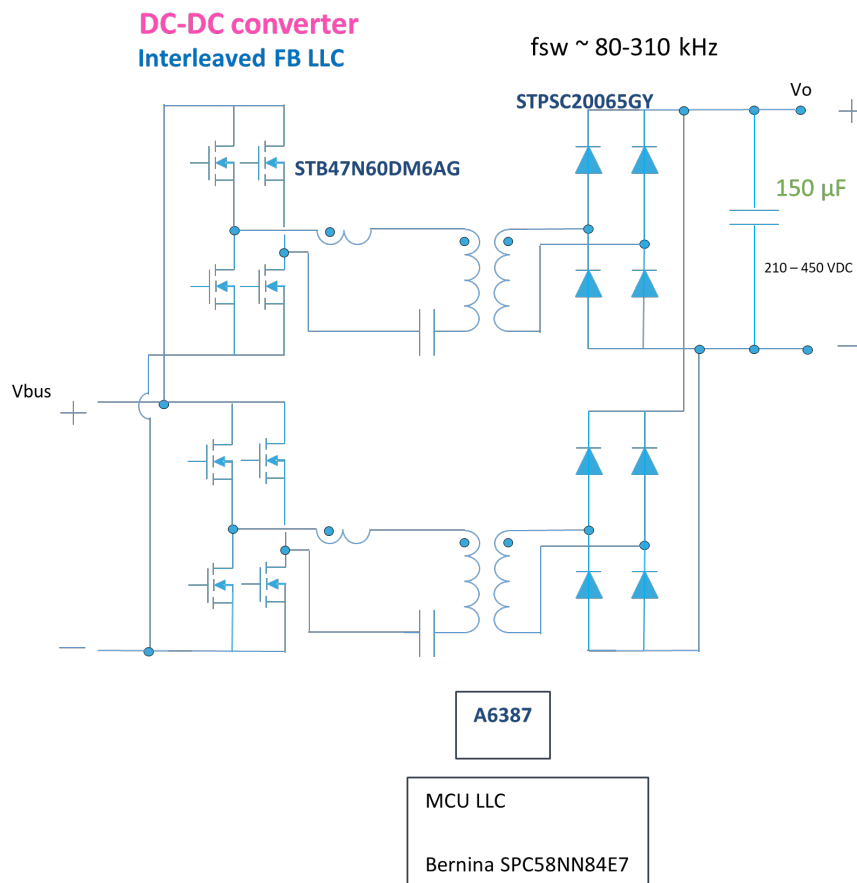 DC-DC converter
Interleaved FB LLC
fsw ~ 80-310 kHz
STPSC20065GY
Vo
+
STB47N60DM6AG
150 µF
210 – 450 VDC
—
Vbus
+
—
A6387
MCU LLC
Bernina SPC58NN84E7